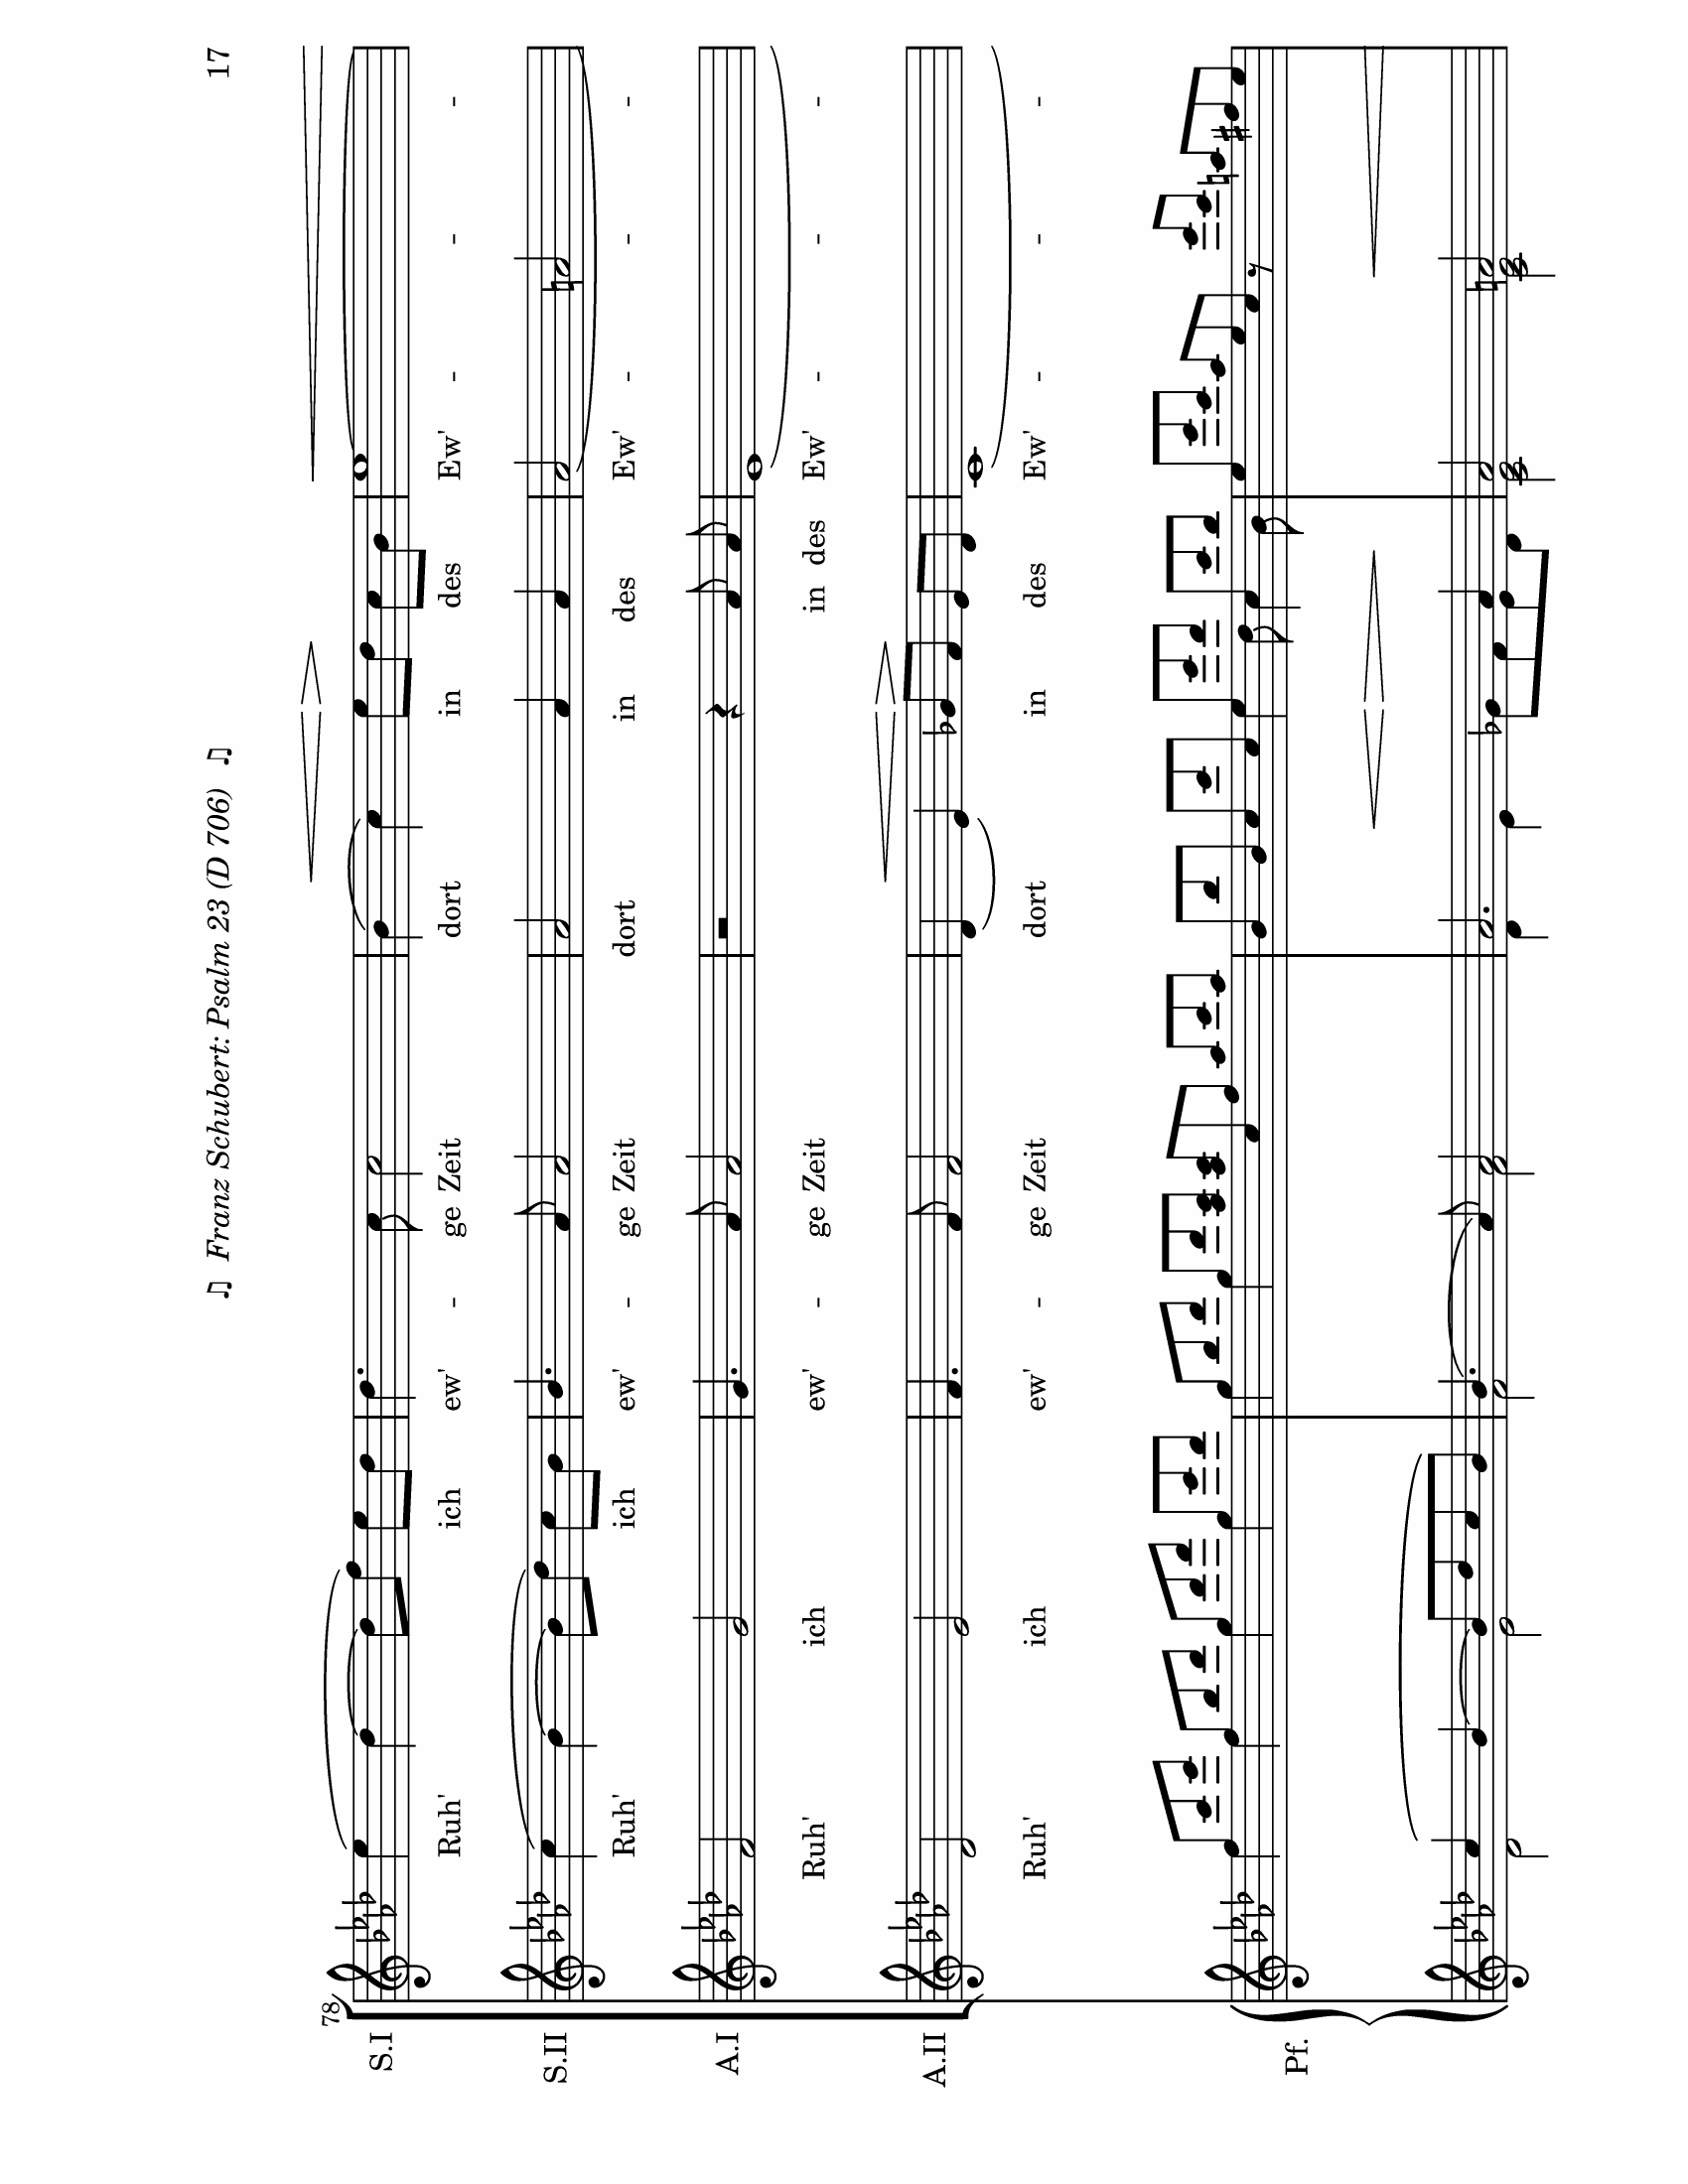 ♫ Franz Schubert: Psalm 23 (D 706) ♫ 17
78
S.I
Ruh' ich ew' - ge Zeit dort in des Ew' - - -
S.II
Ruh' ich ew' - ge Zeit dort in des Ew' - - -
A.I
Ruh' ich ew' - ge Zeit in des Ew' - - -
A.II
Ruh' ich ew' - ge Zeit dort in des Ew' - - -
Pf.